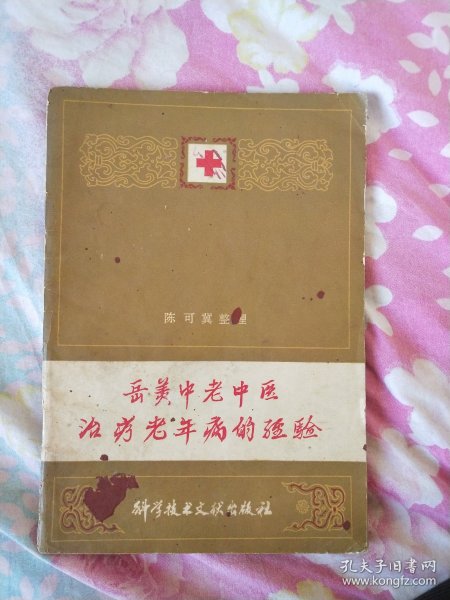 陈可冀整理
岳美中老中医
治疗老年病的经验
科学技术文献出版社
孔夫子旧书网
www.kongfz.com